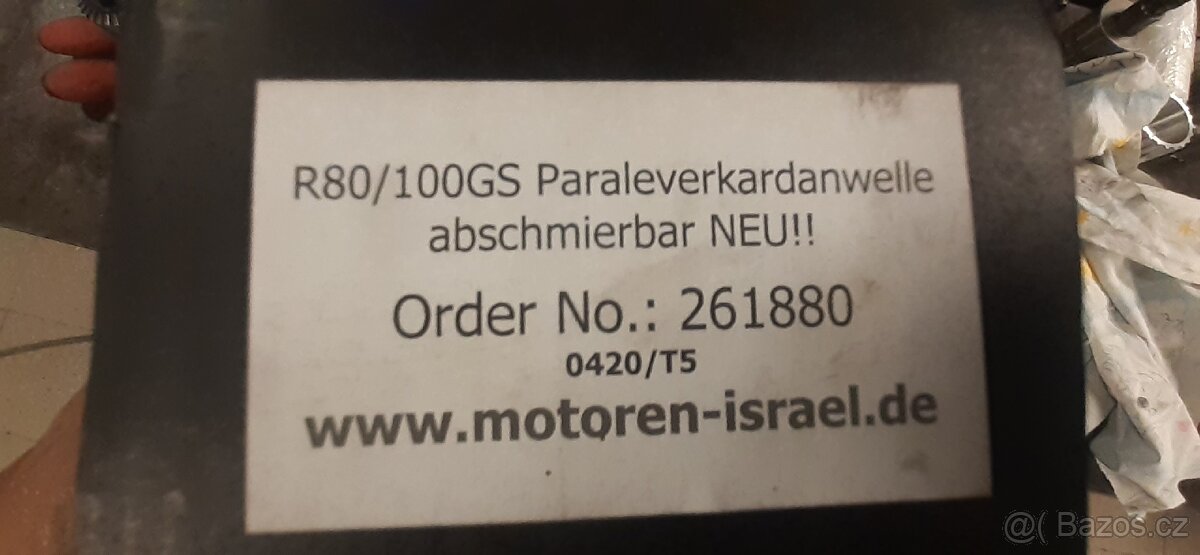 R80/100GS Paraleverkardanwelle
abschmierbar NEU!!
Order No.: 261880
0420/T5
www.motoren-israel.de
@( Bazos.cz